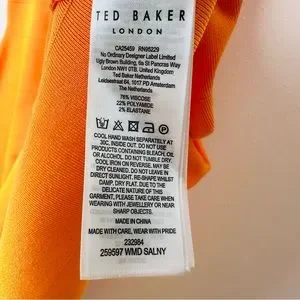 TED BAKER
LONDON
CA25459 RN95229
No Ordinary Designer Label Limited
Ugly Brown Building, 6a St Pancras Way
London NW1 0TB, England
Ted Baker Netherlands
Leidsestraat 64, 1017 PD Amsterdam
The Netherlands
76% VISCOSE
22% POLYAMIDE
2% ELASTANE
COOL HAND WASH SEPARATELY AT
30C, INSIDE OUT. DO NOT USE
PRODUCTS CONTAINING BLEACH, OIL
OR ALCOHOL. DO NOT TUMBLE DRY.
COOL IRON ON REVERSE. MAY BE
DRY CLEANED. DO NOT LEAVE IN
DIRECT SUNLIGHT. RE-SHAPE WHILST
DAMP, DRY FLAT. DUE TO THE
DELICATE NATURE OF THIS
GARMENT, PLEASE TAKE CARE WHEN
WEARING WITH JEWELLERY OR NEAR
SHARP OBJECTS.
MADE IN CHINA
MADE WITH CARE, WEAR WITH PRIDE
232984
259597 WMD SALNY